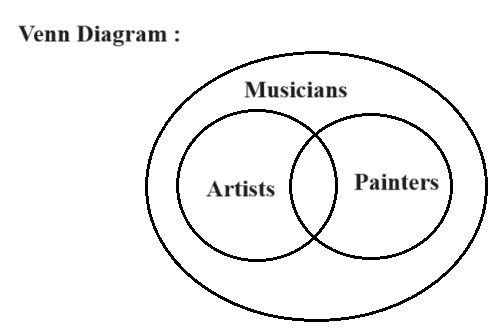 Venn Diagram :
Musicians
Artists
Painters